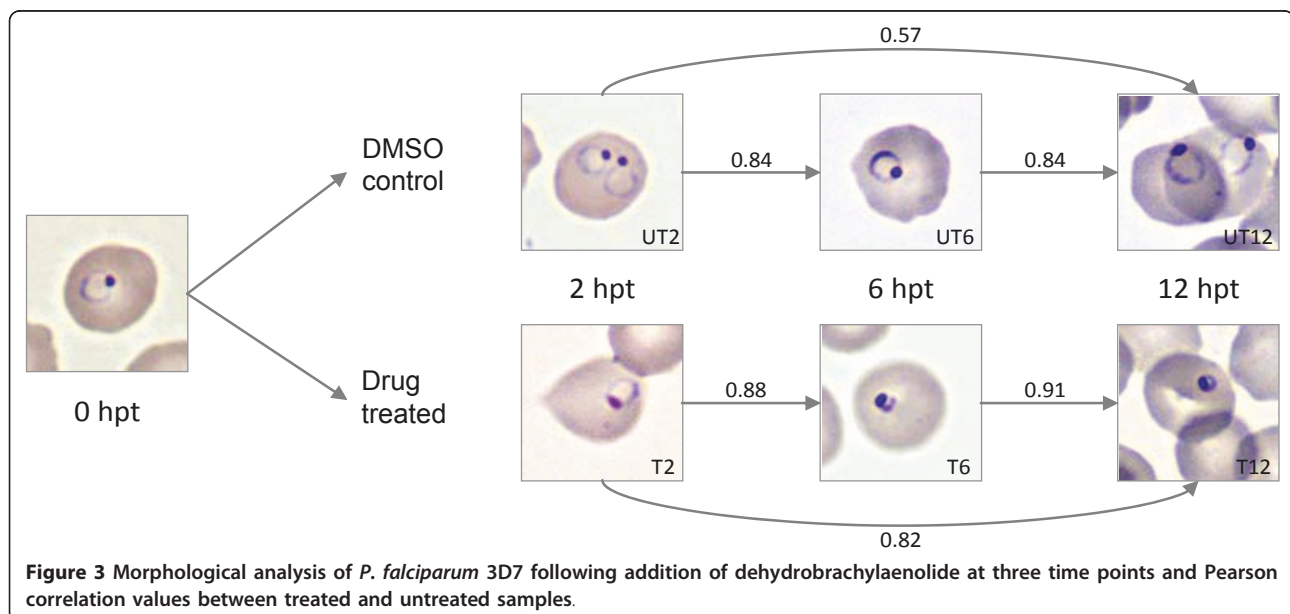 0.57
DMSO
control
0.84
0.84
UT2
UT6
UT12
0 hpt
2 hpt
6 hpt
12 hpt
Drug
treated
0.88
0.91
T2
T6
T12
0.82
Figure 3 Morphological analysis of P. falciparum 3D7 following addition of dehydrobrachylaenolide at three time points and Pearson
correlation values between treated and untreated samples.